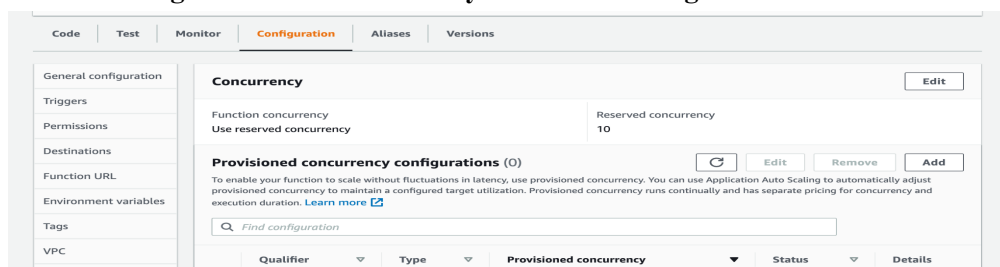 Code Test Monitor Configuration Aliases Versions
General configuration
Triggers
Permissions
Destinations
Function URL
Environment variables
Tags
VPC
Concurrency Edit
Function concurrency Reserved concurrency
Use reserved concurrency 10
Provisioned concurrency configurations (0) Edit Remove Add
To enable your function to scale without fluctuations in latency, use provisioned concurrency. You can use Application Auto Scaling to automatically adjust
provisioned concurrency to maintain a configured target utilization. Provisioned concurrency runs continually and has separate pricing for concurrency and
execution duration. Learn more
Find configuration
Qualifier Type Provisioned concurrency Status Details